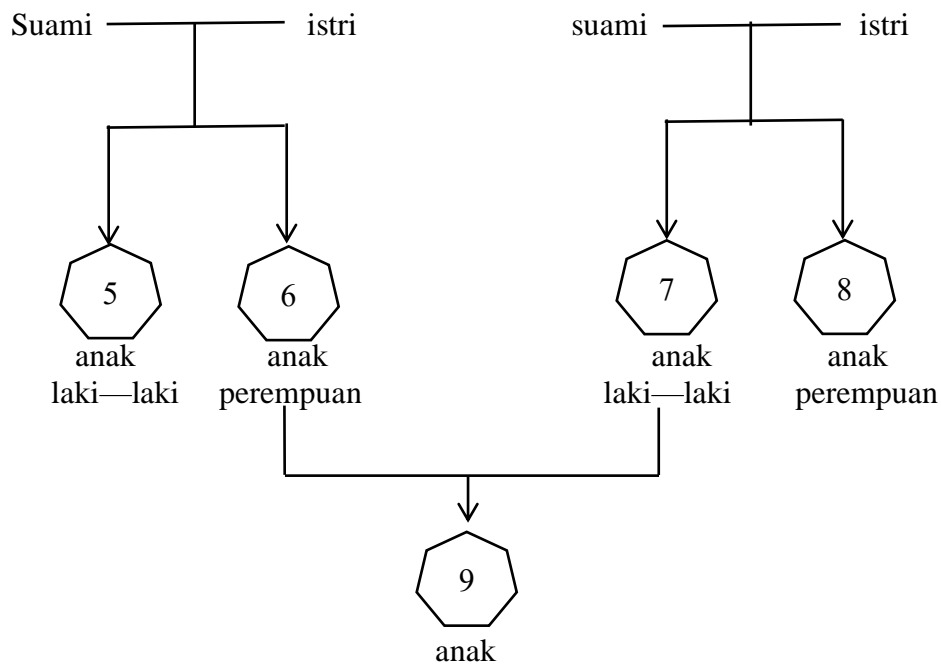 Suami istri suami istri
5 6 7 8
anak anak anak anak
laki—laki perempuan laki—laki perempuan
9
anak